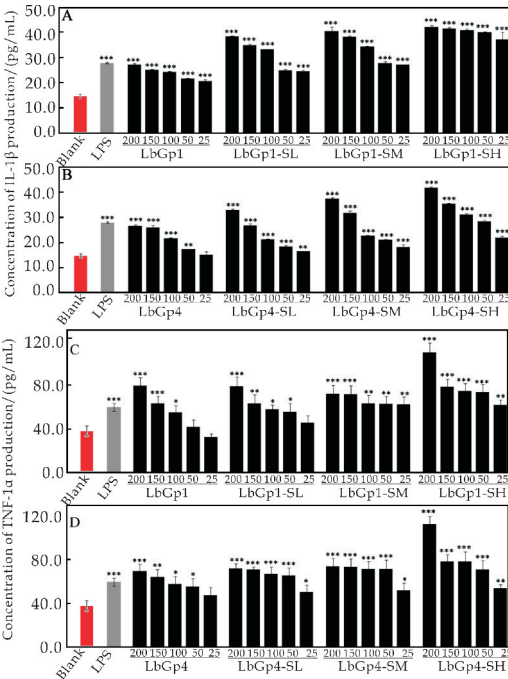 Concentration of IL-1β production/(pg/mL)
A
50.0
40.0
30.0
20.0
10.0
0.0
*** *** *** *** *** *** *** *** *** *** *** *** *** *** *** *** *** *** *** *** ***
Blank LPS 200 150 100 50 25 200 150 100 50 25 200 150 100 50 25 200 150 100 50 25
LbGp1 LbGp1-SL LbGp1-SM LbGp1-SH
B
40.0
30.0
20.0
10.0
0.0
*** *** *** *** ** *** *** *** *** ** *** *** *** *** *** *** *** *** *** ***
Blank LPS 200 150 100 50 25 200 150 100 50 25 200 150 100 50 25 200 150 100 50 25
LbGp4 LbGp4-SL LbGp4-SM LbGp4-SH
Concentration of TNF-1α production/(pg/mL)
C
120.0
80.0
40.0
0.0
*** *** *** * *** ** * * *** *** ** ** ** *** *** *** *** **
Blank LPS 200 150 100 50 25 200 150 100 50 25 200 150 100 50 25 200 150 100 50 25
LbGp1 LbGp1-SL LbGp1-SM LbGp1-SH
D
120.0
80.0
40.0
0.0
*** *** ** * * *** *** *** *** * *** *** *** *** * *** *** *** *** **
Blank LPS 200 150 100 50 25 200 150 100 50 25 200 150 100 50 25 200 150 100 50 25
LbGp4 LbGp4-SL LbGp4-SM LbGp4-SH